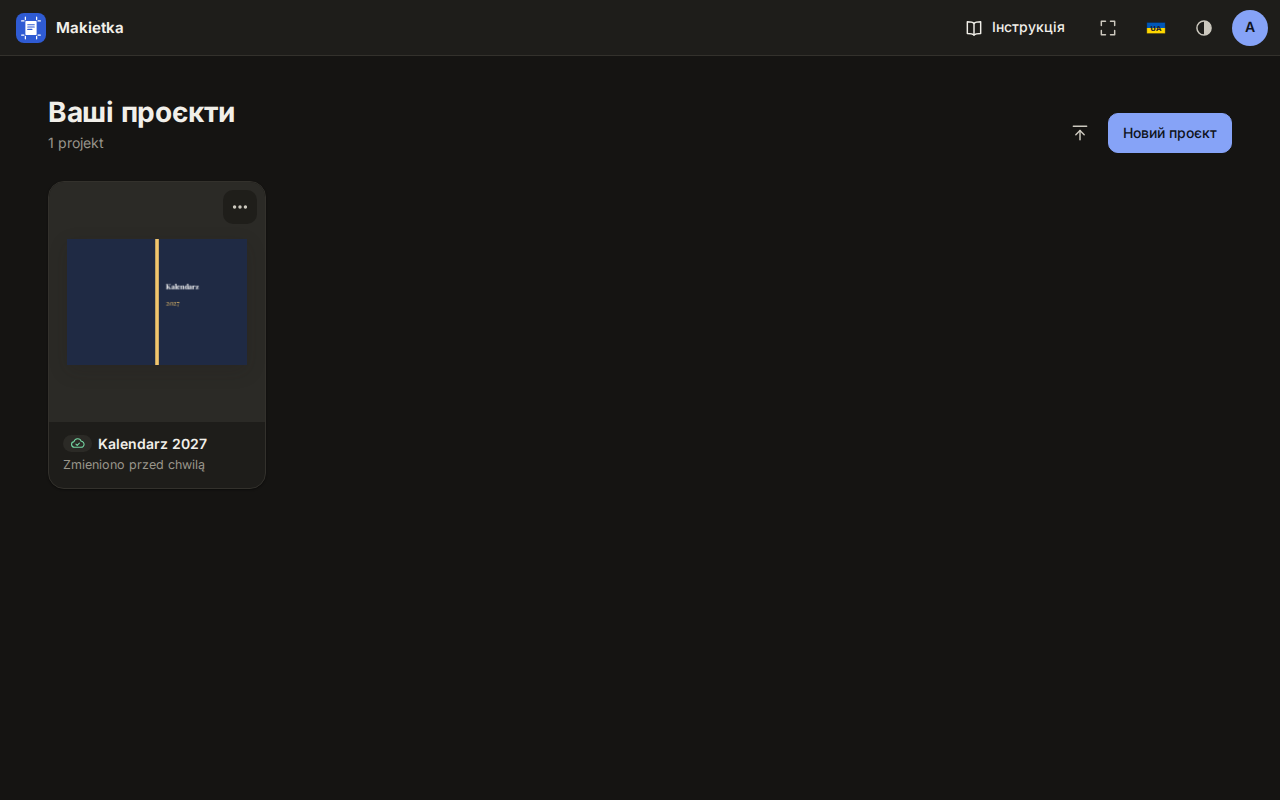 Makietka
Інструкція
UA
A
Ваші проєкти
1 projekt
Новий проєкт
Kalendarz
2027
Kalendarz 2027
Zmieniono przed chwilą